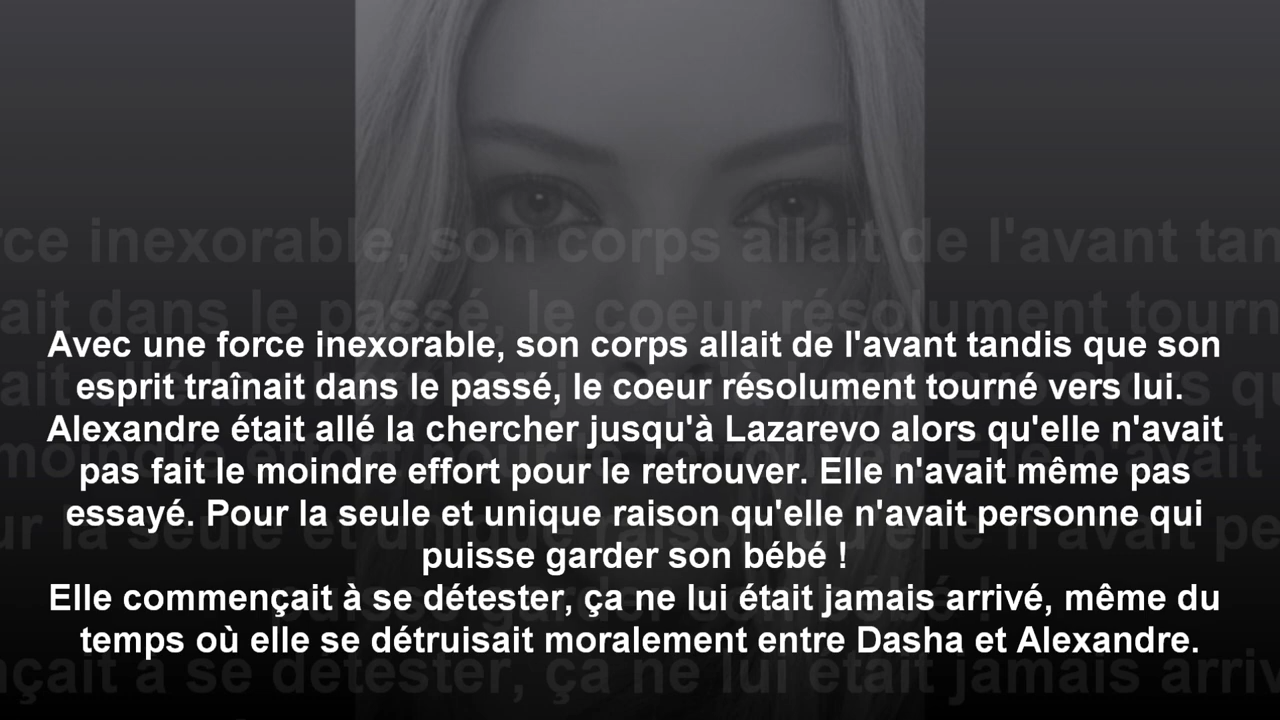 Avec une force inexorable, son corps allait de l'avant tandis que son
esprit traînait dans le passé, le coeur résolument tourné vers lui.
Alexandre était allé la chercher jusqu'à Lazarevo alors qu'elle n'avait
pas fait le moindre effort pour le retrouver. Elle n'avait même pas
essayé. Pour la seule et unique raison qu'elle n'avait personne qui
puisse garder son bébé !
Elle commençait à se détester, ça ne lui était jamais arrivé, même du
temps où elle se détruisait moralement entre Dasha et Alexandre.